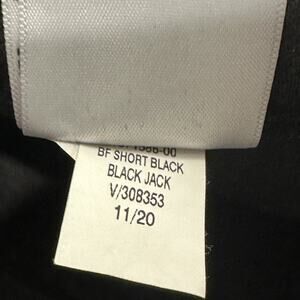 BF SHORT BLACK
BLACK JACK
V/308353
11/20